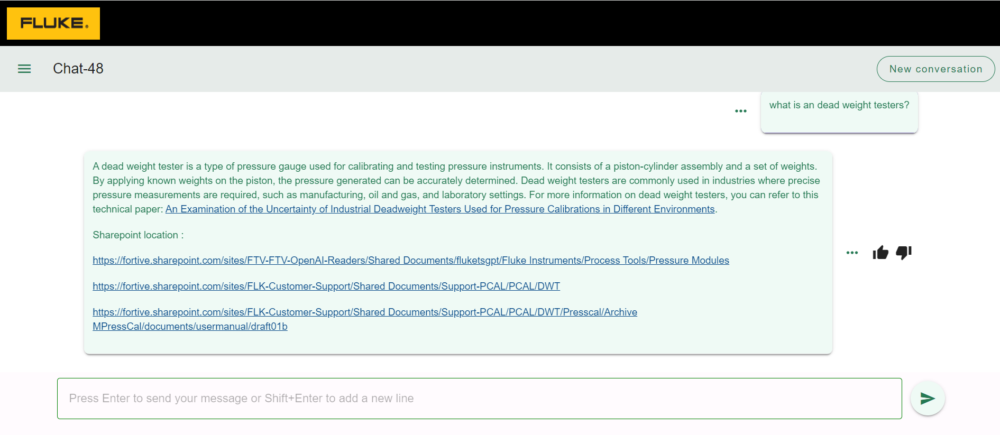 FLUKE®
Chat-48
New conversation
what is an dead weight testers?
A dead weight tester is a type of pressure gauge used for calibrating and testing pressure instruments. It consists of a piston-cylinder assembly and a set of weights.
By applying known weights on the piston, the pressure generated can be accurately determined. Dead weight testers are commonly used in industries where precise
pressure measurements are required, such as manufacturing, oil and gas, and laboratory settings. For more information on dead weight testers, you can refer to this
technical paper: An Examination of the Uncertainty of Industrial Deadweight Testers Used for Pressure Calibrations in Different Environments.
Sharepoint location :
https://fortive.sharepoint.com/sites/FTV-FTV-OpenAI-Readers/Shared Documents/fluketsgpt/Fluke Instruments/Process Tools/Pressure Modules
https://fortive.sharepoint.com/sites/FLK-Customer-Support/Shared Documents/Support-PCAL/PCAL/DWT
https://fortive.sharepoint.com/sites/FLK-Customer-Support/Shared Documents/Support-PCAL/PCAL/DWT/Presscal/Archive
MPressCal/documents/usermanual/draft01b
Press Enter to send your message or Shift+Enter to add a new line